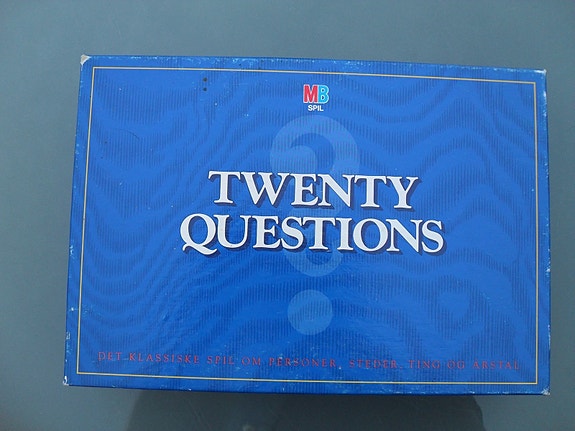 MB
SPIL
TWENTY
QUESTIONS
DET KLASSISKE SPIL OM PERSONER, STEDER, TING OG ÅRSTAL